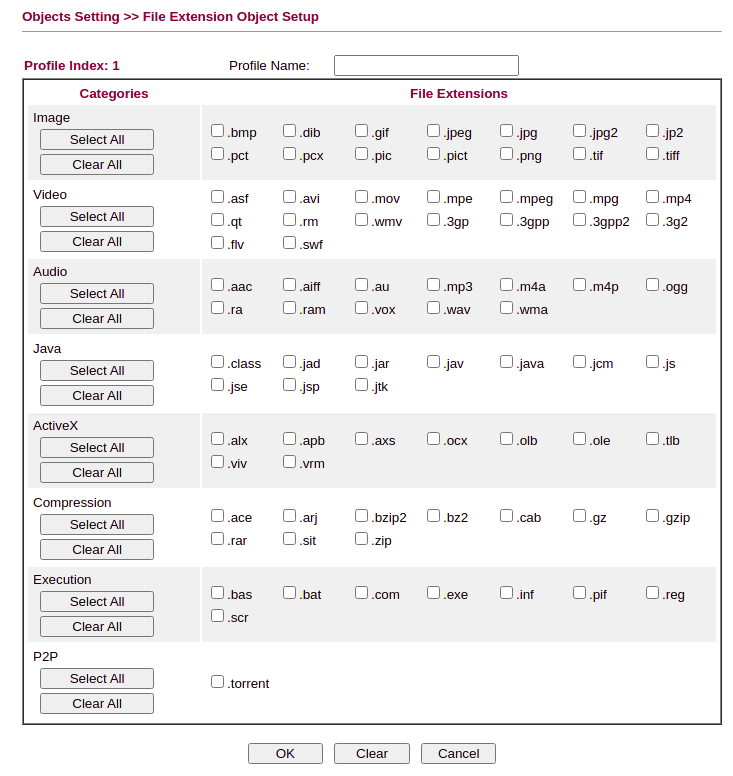 Objects Setting >> File Extension Object Setup
Profile Index: 1 Profile Name:
Categories File Extensions
Image
Select All
Clear All
.bmp .dib .gif .jpeg .jpg .jpg2 .jp2
.pct .pcx .pic .pict .png .tif .tiff
Video
Select All
Clear All
.asf .avi .mov .mpe .mpeg .mpg .mp4
.qt .rm .wmv .3gp .3gpp .3gpp2 .3g2
.flv .swf
Audio
Select All
Clear All
.aac .aiff .au .mp3 .m4a .m4p .ogg
.ra .ram .vox .wav .wma
Java
Select All
Clear All
.class .jad .jar .jav .java .jcm .js
.jse .jsp .jtk
ActiveX
Select All
Clear All
.alx .apb .axs .ocx .olb .ole .tlb
.viv .vrm
Compression
Select All
Clear All
.ace .arj .bzip2 .bz2 .cab .gz .gzip
.rar .sit .zip
Execution
Select All
Clear All
.bas .bat .com .exe .inf .pif .reg
.scr
P2P
Select All
Clear All
.torrent
OK Clear Cancel